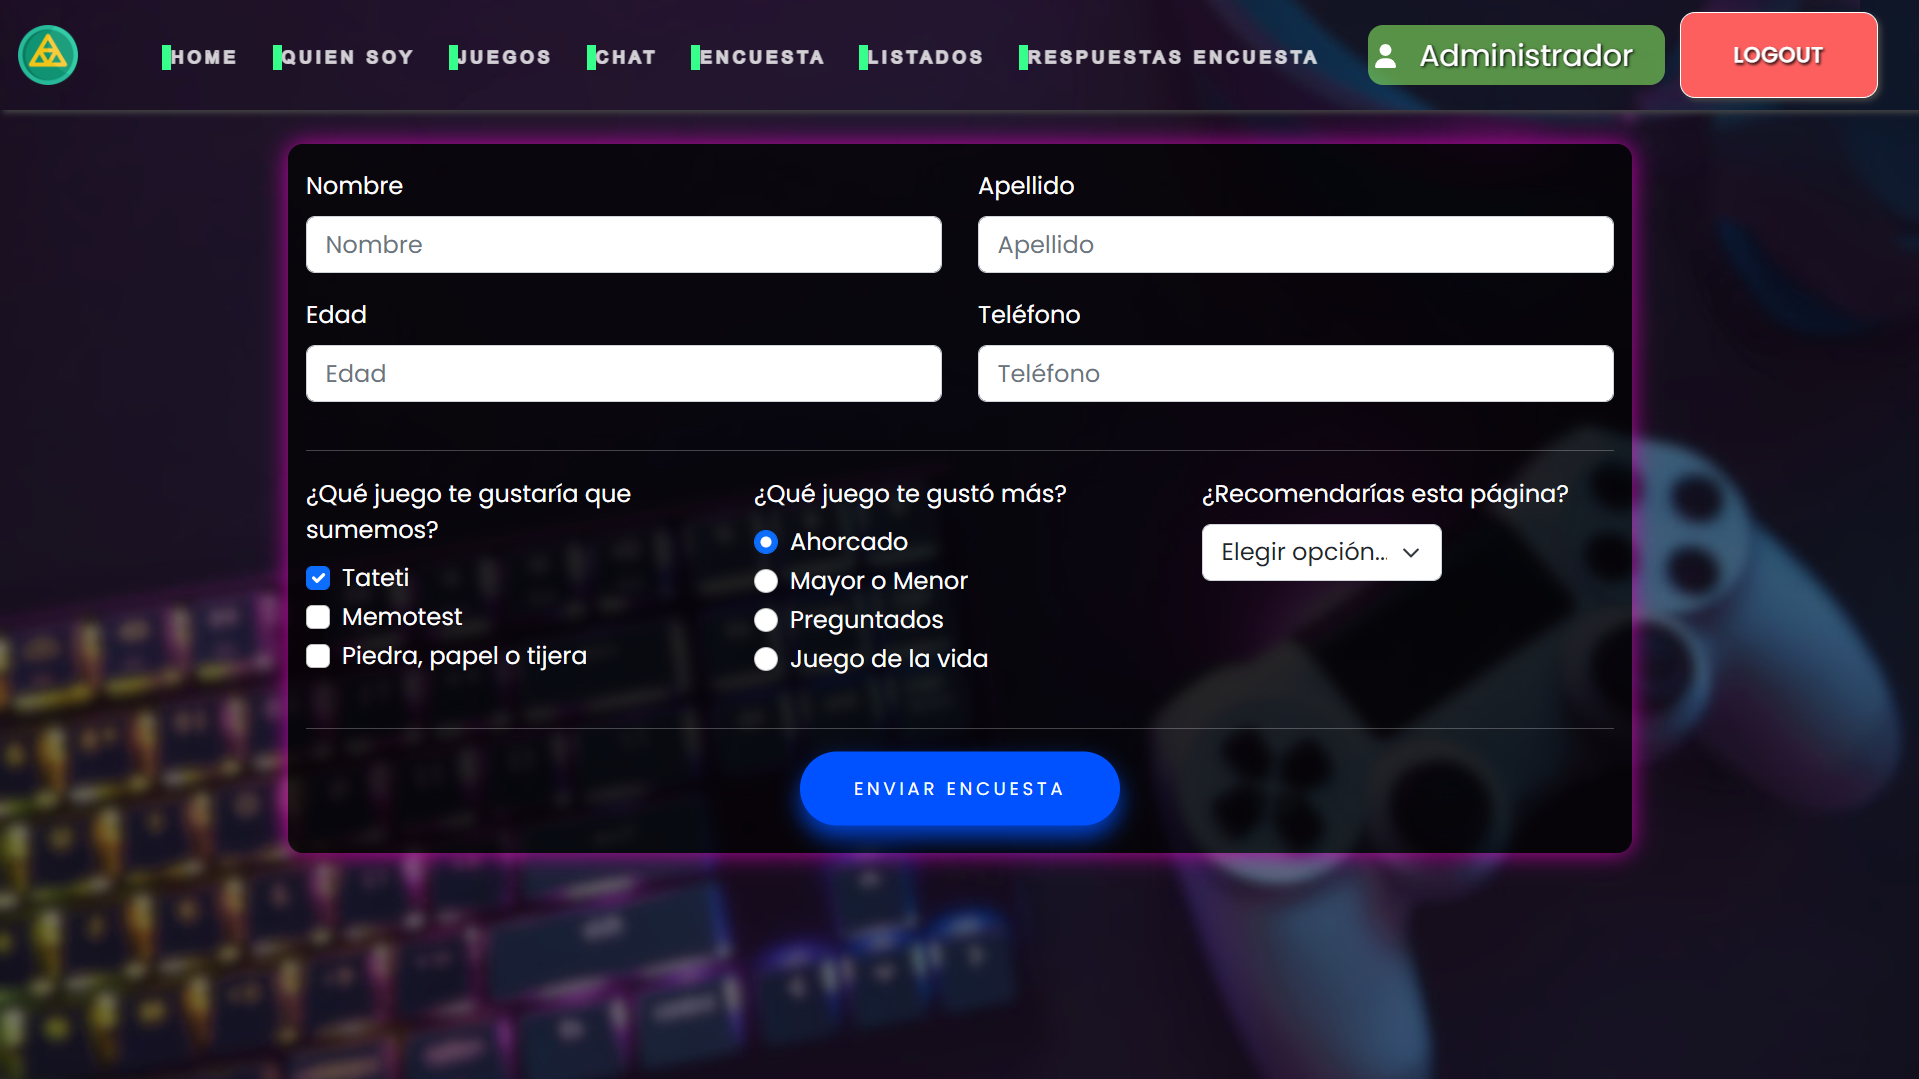 HOME QUIEN SOY JUEGOS CHAT ENCUESTA LISTADOS RESPUESTAS ENCUESTA Administrador LOGOUT
Nombre Apellido
Nombre Apellido
Edad Teléfono
Edad Teléfono
¿Qué juego te gustaría que
sumemos?
Tateti
Memotest
Piedra, papel o tijera
¿Qué juego te gustó más?
Ahorcado
Mayor o Menor
Preguntados
Juego de la vida
¿Recomendarías esta página?
Elegir opción...
ENVIAR ENCUESTA